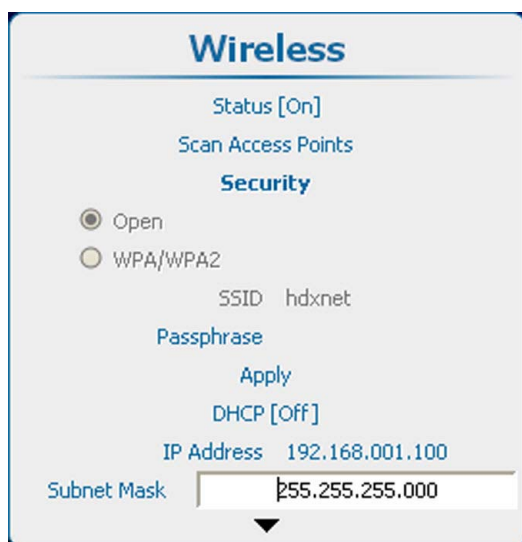 Wireless
Status [On]
Scan Access Points
Security
Open
WPA/WPA2
SSID hdxnet
Passphrase
Apply
DHCP [Off]
IP Address 192.168.001.100
Subnet Mask 255.255.255.000